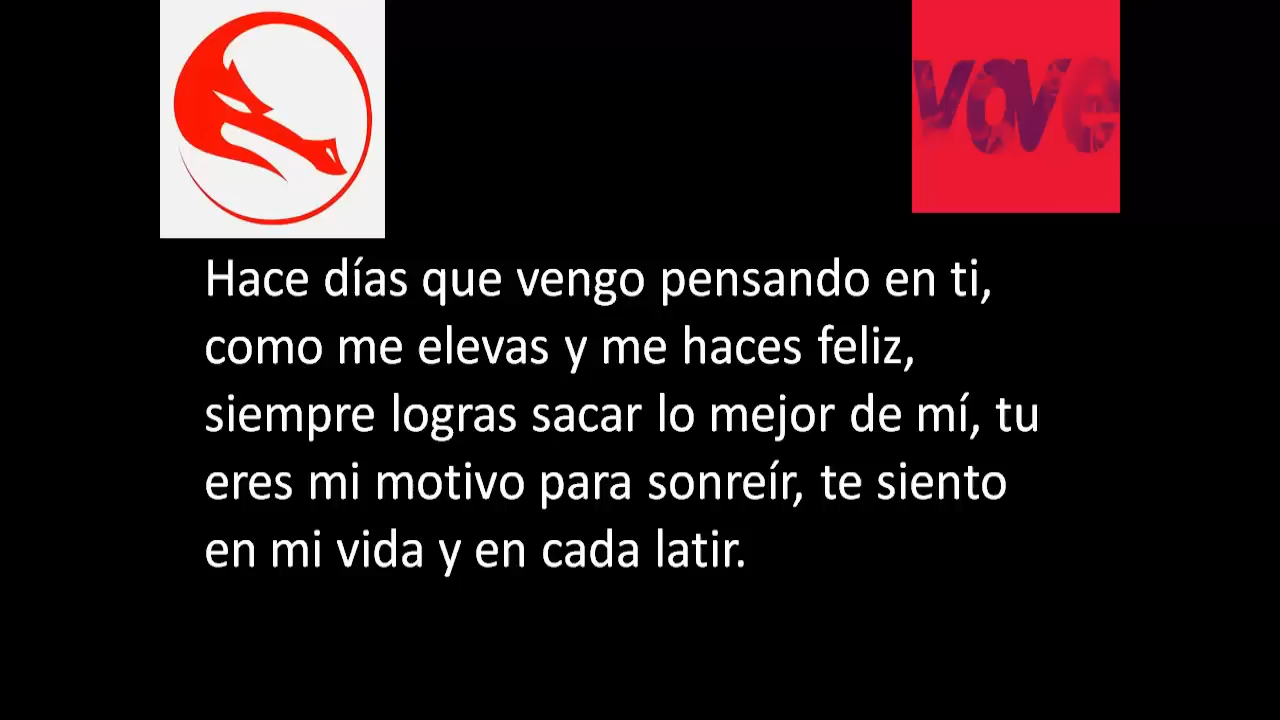 vove
Hace días que vengo pensando en ti,
como me elevas y me haces feliz,
siempre logras sacar lo mejor de mí, tu
eres mi motivo para sonreír, te siento
en mi vida y en cada latir.